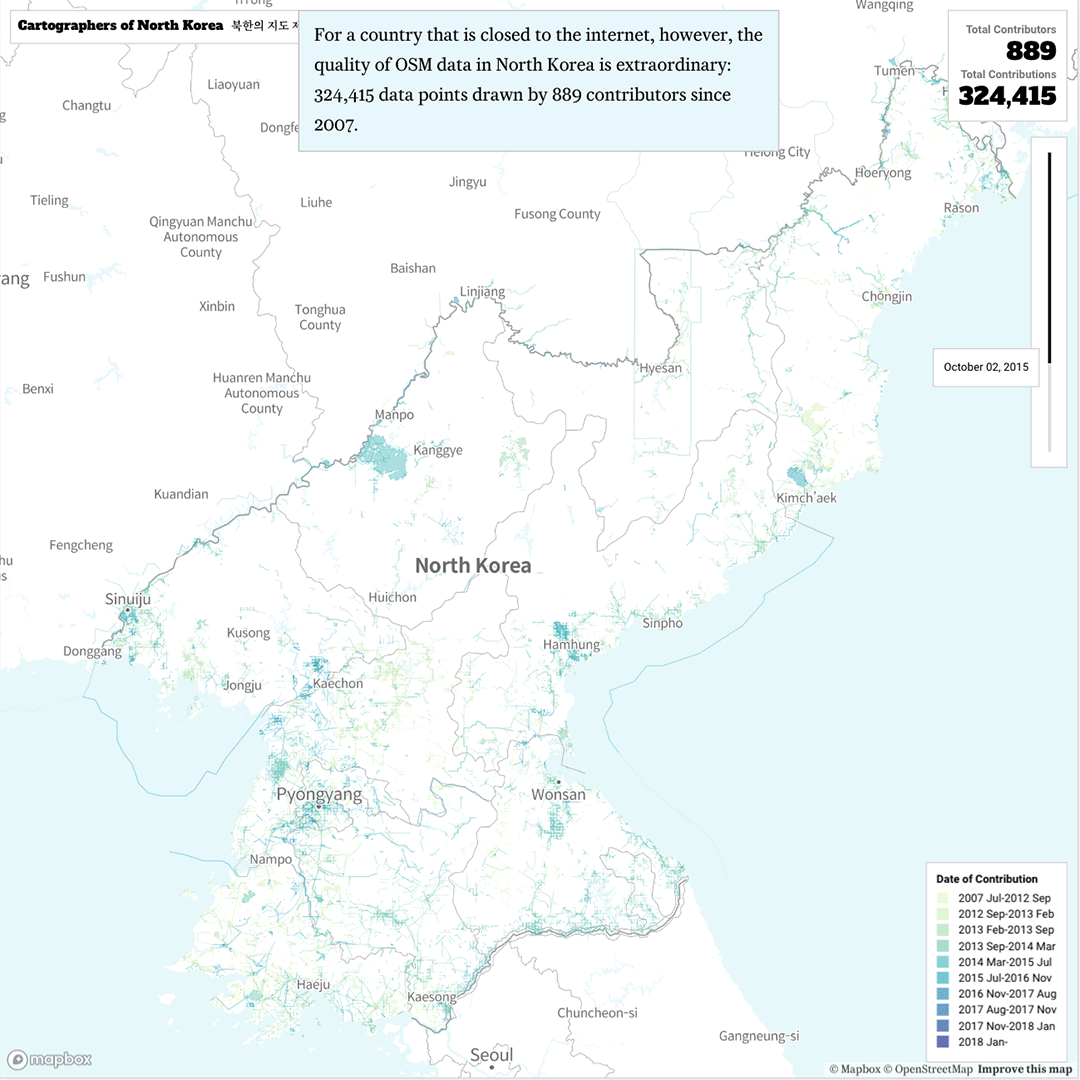 Cartographers of North Korea 북한의 지도
For a country that is closed to the internet, however, the
quality of OSM data in North Korea is extraordinary:
324,415 data points drawn by 889 contributors since
2007.
Total Contributors
889
Total Contributions
324,415
Wangqing
Tumen
Liaoyuan
Changtu
Jingyu
Hoeryong
Tieling
Liuhe
Fusong County
Rason
Qingyuan Manchu
Autonomous
County
Baishan
Fushun
Linjiang
Chongjin
Xinbin
Tonghua
County
October 02, 2015
Hyesan
Huanren Manchu
Autonomous
County
Benxi
Manpo
Kanggye
Kuandian
Kimch'aek
Fengcheng
North Korea
Huichon
Sinuiju
Sinpho
Kusong
Hamhung
Donggang
Jongju
Kaechon
Pyongyang
Wonsan
Nampo
Haeju
Kaesong
Chuncheon-si
Gangneung-si
Seoul
Date of Contribution
2007 Jul-2012 Sep
2012 Sep-2013 Feb
2013 Feb-2013 Sep
2013 Sep-2014 Mar
2014 Mar-2015 Jul
2015 Jul-2016 Nov
2016 Nov-2017 Aug
2017 Aug-2017 Nov
2017 Nov-2018 Jan
2018 Jan-
mapbox
© Mapbox © OpenStreetMap Improve this map